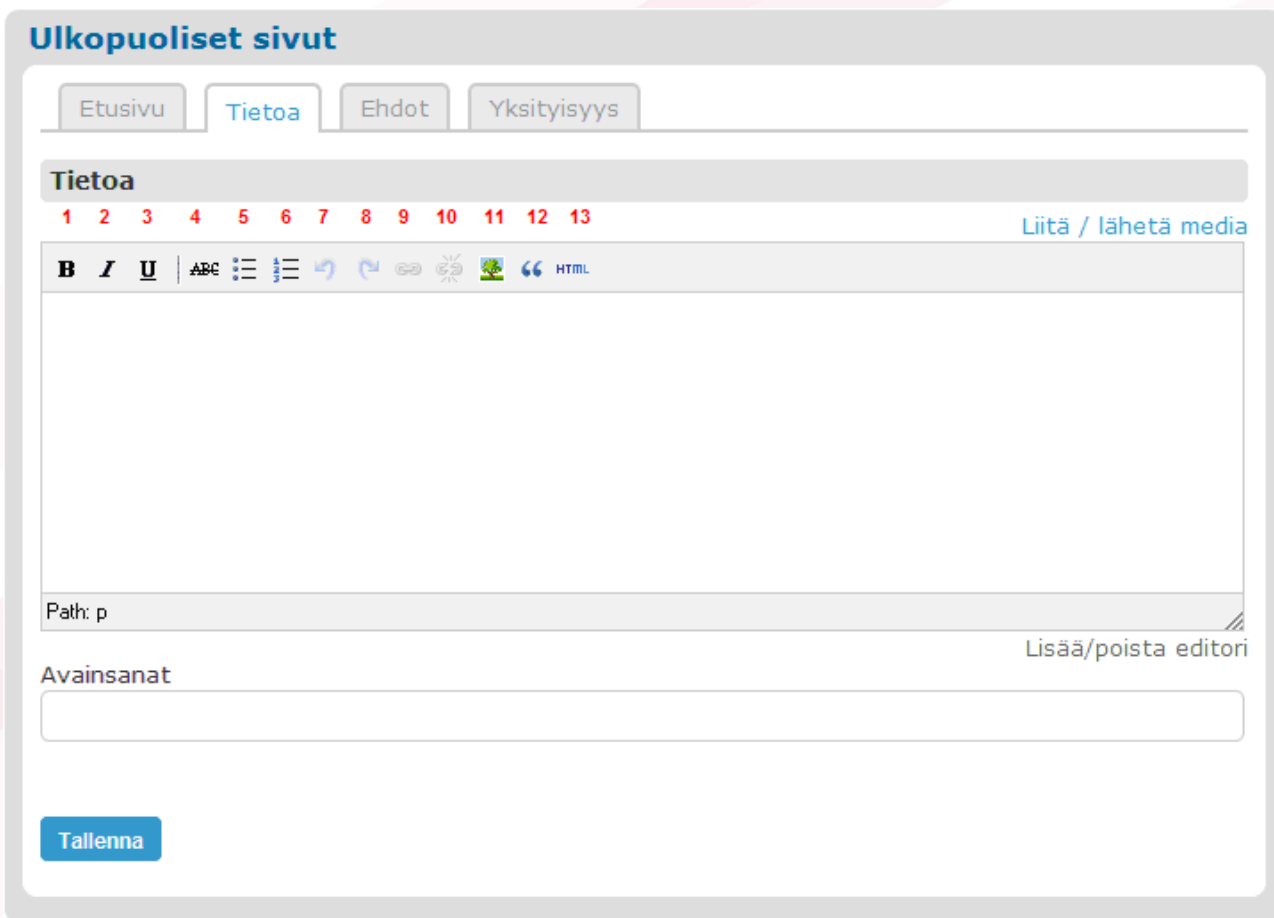 Ulkopuoliset sivut
Etusivu Tietoa Ehdot Yksityisyys
Tietoa
1 2 3 4 5 6 7 8 9 10 11 12 13
Liitä / lähetä media
B I U ABC HTML
Path: p
Lisää/poista editori
Avainsanat
Tallenna